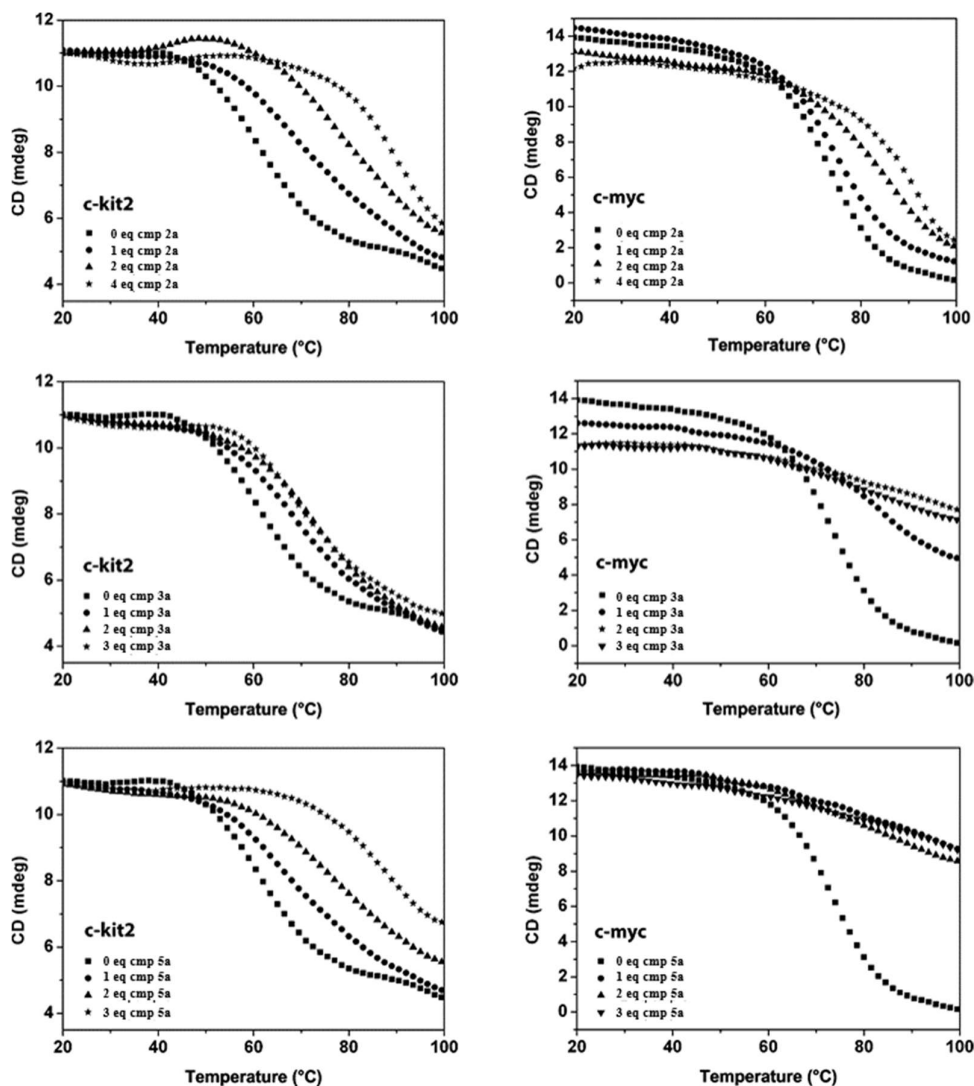 12
10
8
6
4
CD (mdeg)
c-kit2
0 eq cmp 2a
1 eq cmp 2a
2 eq cmp 2a
4 eq cmp 2a
20 40 60 80 100
Temperature (°C)
14
12
10
8
6
4
2
0
CD (mdeg)
c-myc
0 eq cmp 2a
1 eq cmp 2a
2 eq cmp 2a
4 eq cmp 2a
20 40 60 80 100
Temperature (°C)
12
10
8
6
4
CD (mdeg)
c-kit2
0 eq cmp 3a
1 eq cmp 3a
2 eq cmp 3a
3 eq cmp 3a
20 40 60 80 100
Temperature (°C)
14
12
10
8
6
4
2
0
CD (mdeg)
c-myc
0 eq cmp 3a
1 eq cmp 3a
2 eq cmp 3a
3 eq cmp 3a
20 40 60 80 100
Temperature (°C)
12
10
8
6
4
CD (mdeg)
c-kit2
0 eq cmp 5a
1 eq cmp 5a
2 eq cmp 5a
3 eq cmp 5a
20 40 60 80 100
Temperature (°C)
14
12
10
8
6
4
2
0
CD (mdeg)
c-myc
0 eq cmp 5a
1 eq cmp 5a
2 eq cmp 5a
3 eq cmp 5a
20 40 60 80 100
Temperature (°C)